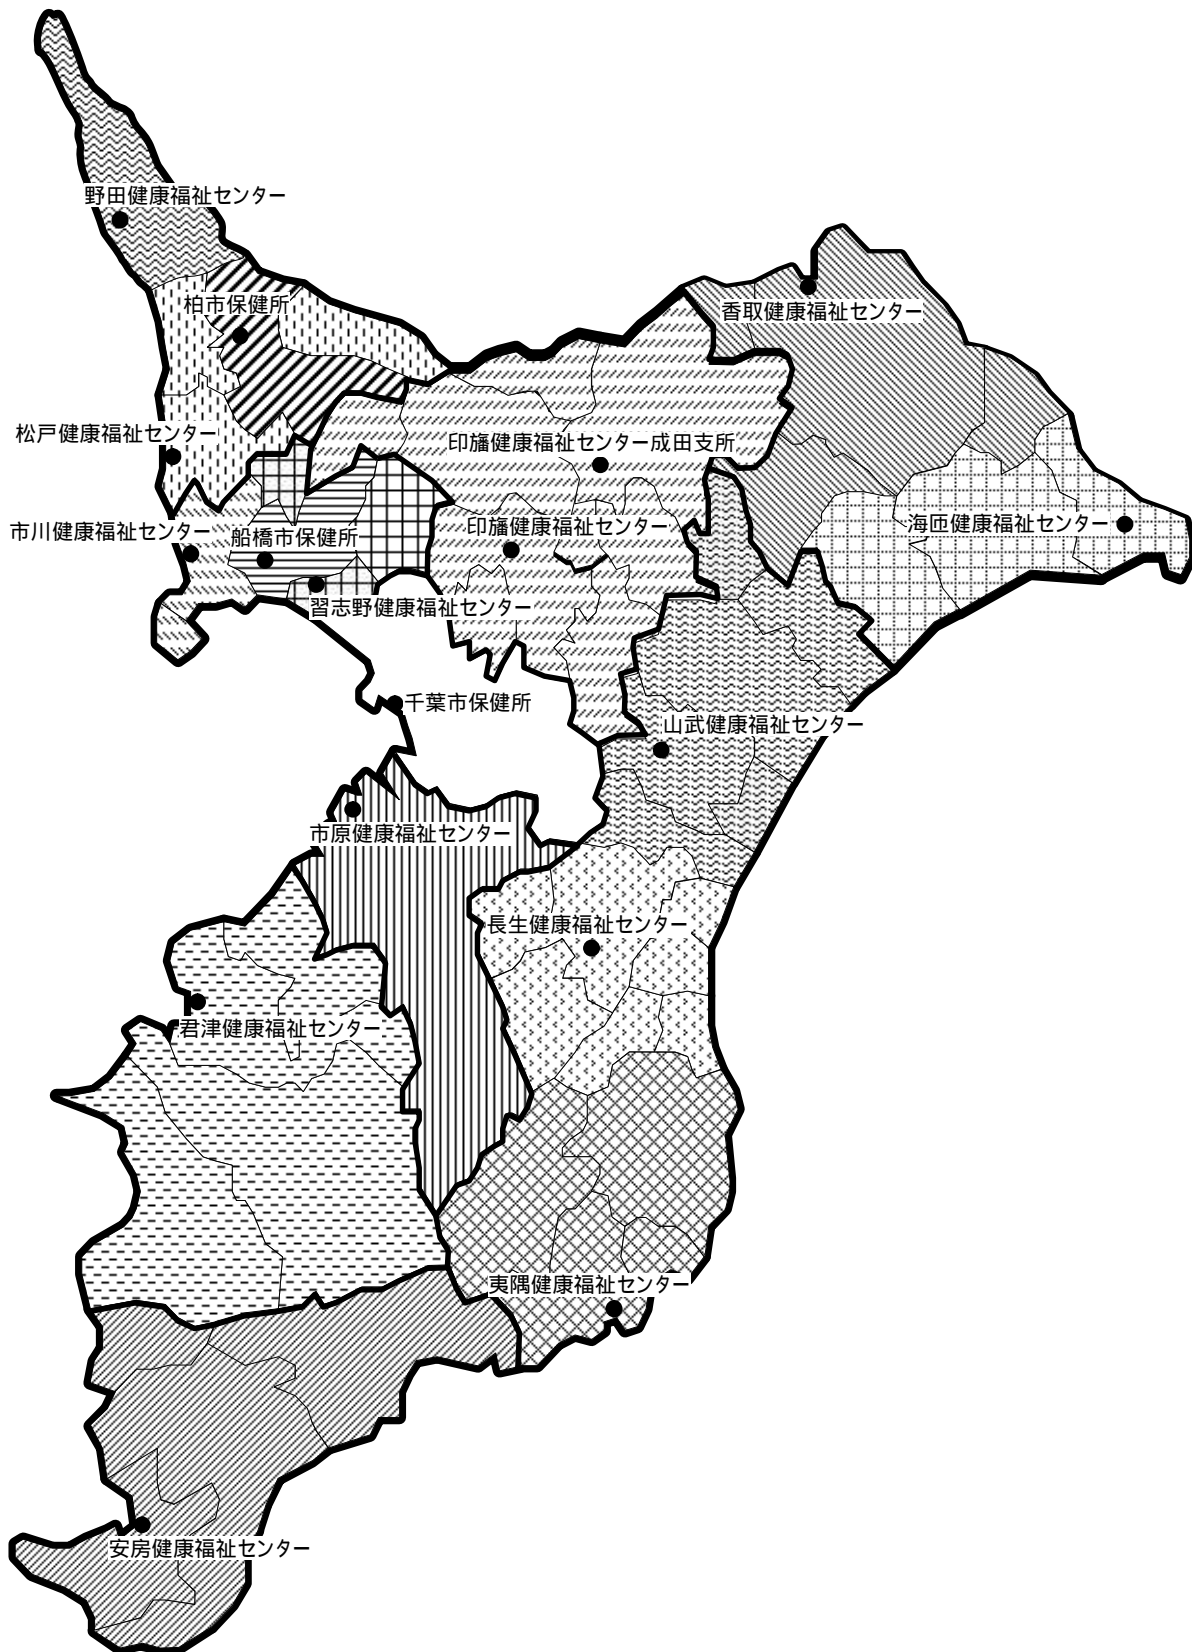 野田健康福祉センター
柏市保健所
香取健康福祉センター
松戸健康福祉センター
印旛健康福祉センター成田支所
市川健康福祉センター
船橋市保健所
印旛健康福祉センター
海匝健康福祉センター
習志野健康福祉センター
千葉市保健所
山武健康福祉センター
市原健康福祉センター
長生健康福祉センター
君津健康福祉センター
夷隅健康福祉センター
安房健康福祉センター